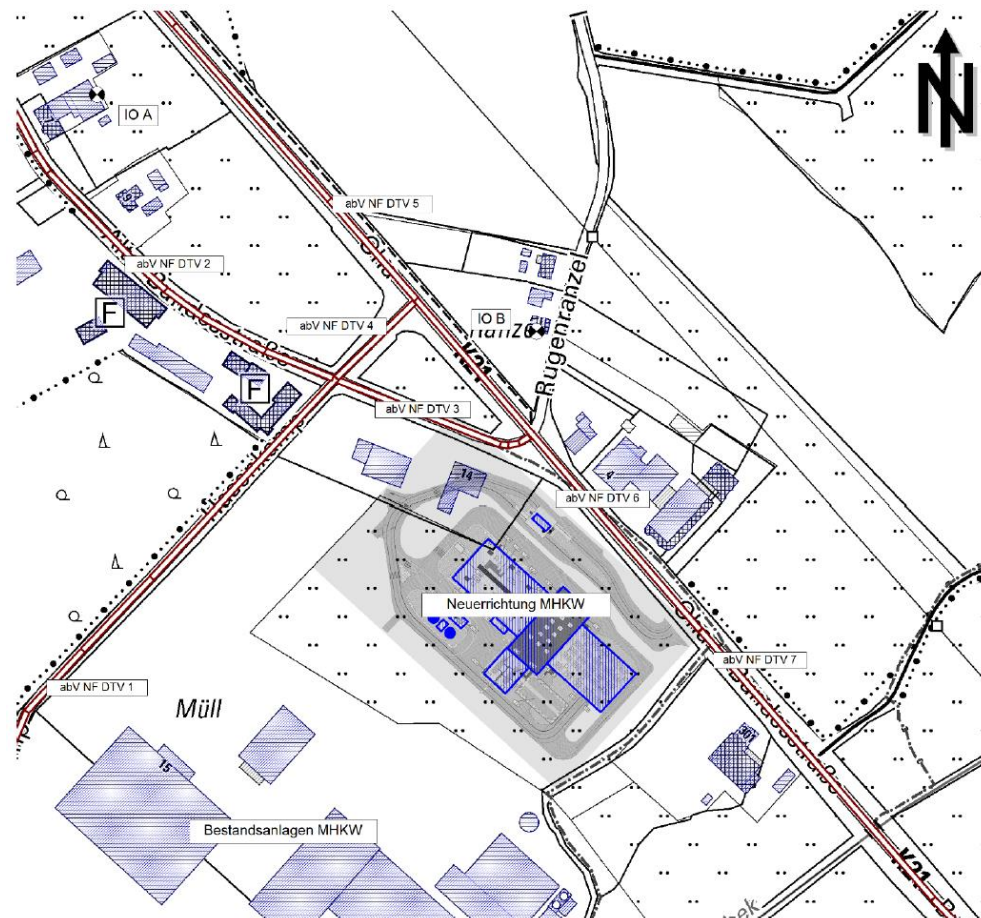 N
IO A
abV NF DTV 5
abV NF DTV 2
F
abV NF DTV 4
IO B
K21
Rugenranzel
F
abV NF DTV 3
14
4
abV NF DTV 6
Neuerrichtung MHKW
abV NF DTV 7
abV NF DTV 1
Müll
15
301
Bestandsanlagen MHKW
K21
bek